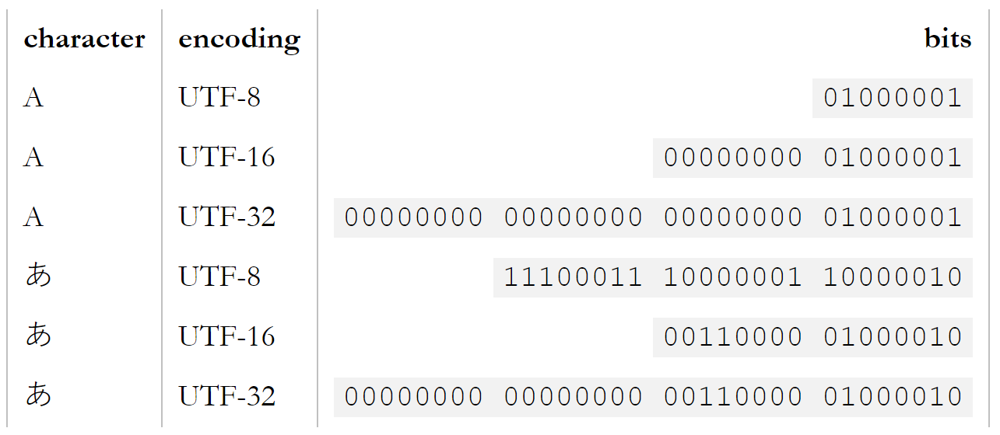 character encoding bits
A UTF-8 01000001
A UTF-16 00000000 01000001
A UTF-32 00000000 00000000 00000000 01000001
あ UTF-8 11100011 10000001 10000010
あ UTF-16 00110000 01000010
あ UTF-32 00000000 00000000 00110000 01000010